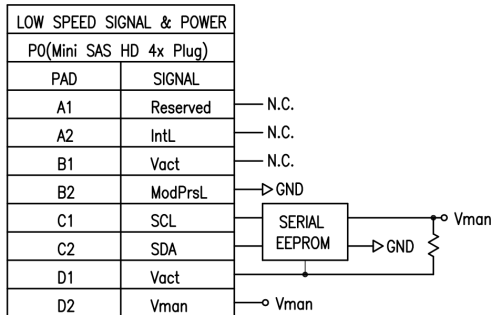 LOW SPEED SIGNAL & POWER
P0(Mini SAS HD 4x Plug)
PAD SIGNAL
A1 Reserved N.C.
A2 IntL N.C.
B1 Vact N.C.
B2 ModPrsL GND
C1 SCL SERIAL Vman
C2 SDA EEPROM GND
D1 Vact
D2 Vman Vman